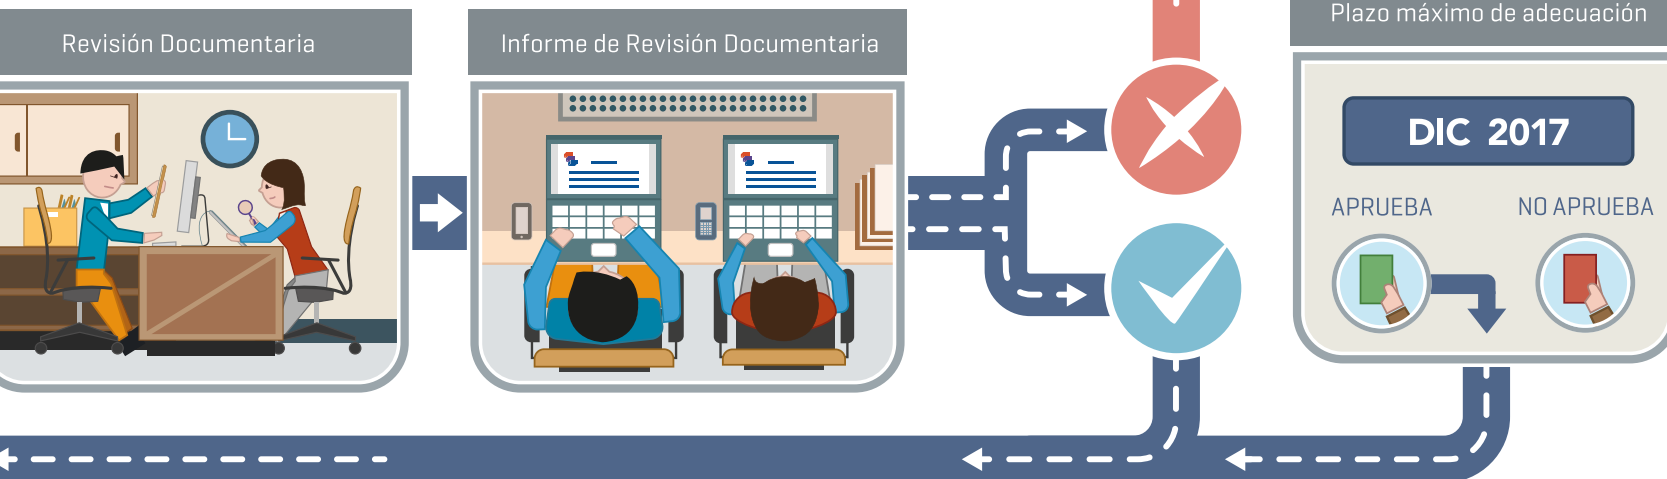 Revisión Documentaria
Informe de Revisión Documentaria
Plazo máximo de adecuación
DIC 2017
APRUEBA
NO APRUEBA